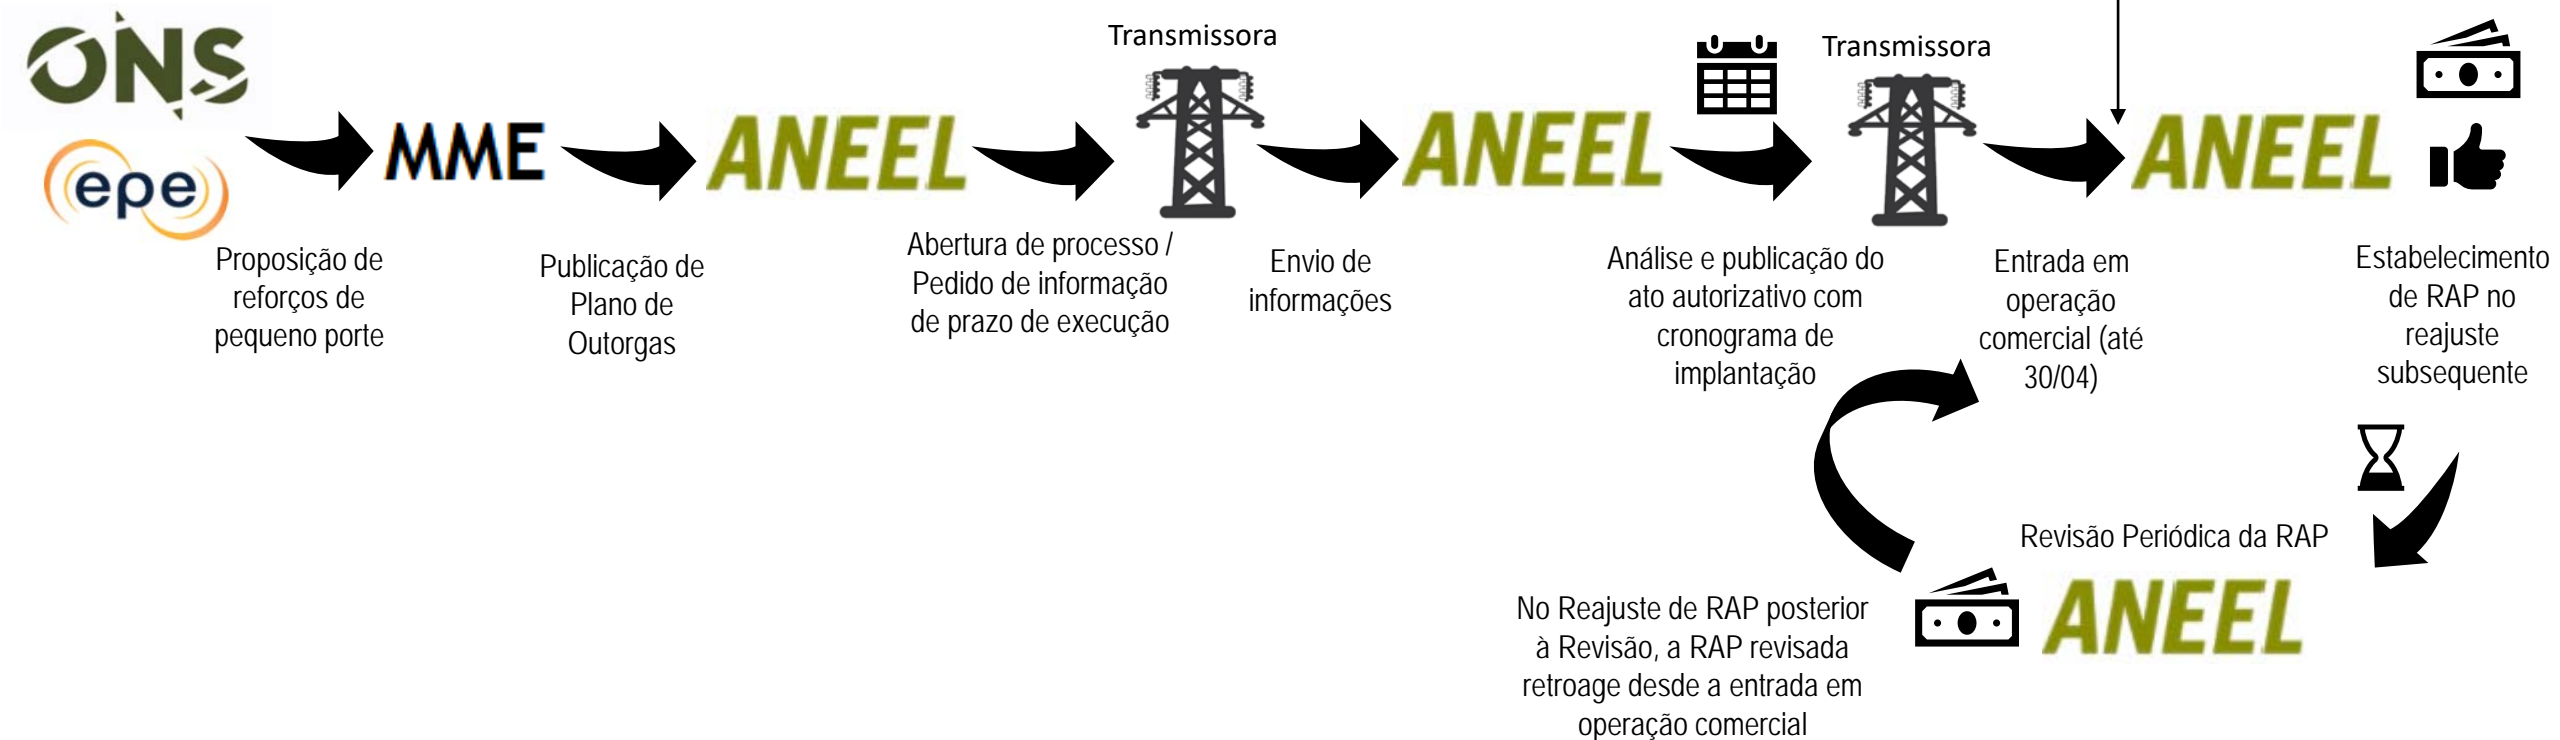 ONS
epe
Proposição de
reforços de
pequeno porte
MME
Publicação de
Plano de
Outorgas
ANEEL
Abertura de processo /
Pedido de informação
de prazo de execução
Transmissora
Envio de
informações
ANEEL
Análise e publicação do
ato autorizativo com
cronograma de
implantação
Transmissora
Entrada em
operação
comercial (até
30/04)
ANEEL
Estabelecimento
de RAP no
reajuste
subsequente
Revisão Periódica da RAP
ANEEL
No Reajuste de RAP posterior
à Revisão, a RAP revisada
retroage desde a entrada em
operação comercial